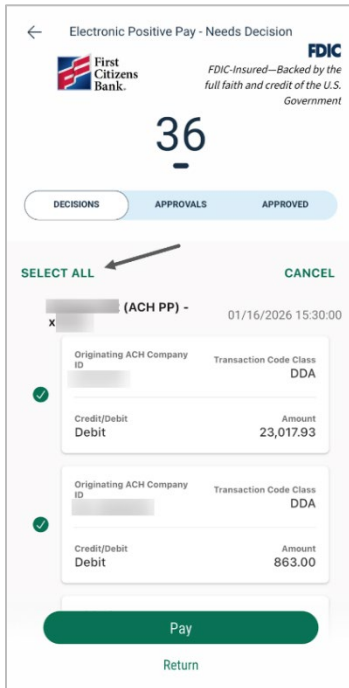 Electronic Positive Pay - Needs Decision
First
Citizens
Bank.
FDIC
FDIC-Insured—Backed by the
full faith and credit of the U.S.
Government
36
DECISIONS APPROVALS APPROVED
SELECT ALL CANCEL
(ACH PP) -
x
01/16/2026 15:30:00
Originating ACH Company
ID
Transaction Code Class
DDA
Credit/Debit
Debit
Amount
23,017.93
Originating ACH Company
ID
Transaction Code Class
DDA
Credit/Debit
Debit
Amount
863.00
Pay
Return